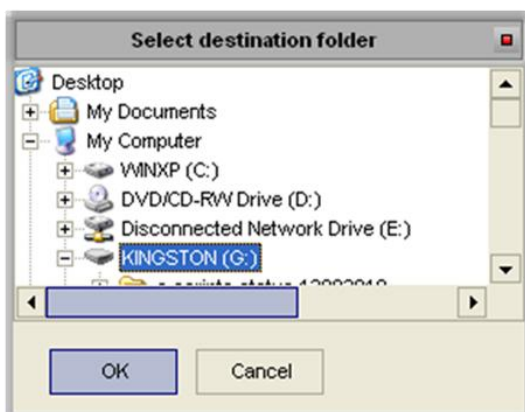 Select destination folder
Desktop
My Documents
My Computer
WINXP (C:)
DVD/CD-RW Drive (D:)
Disconnected Network Drive (E:)
KINGSTON (G:)
OK
Cancel